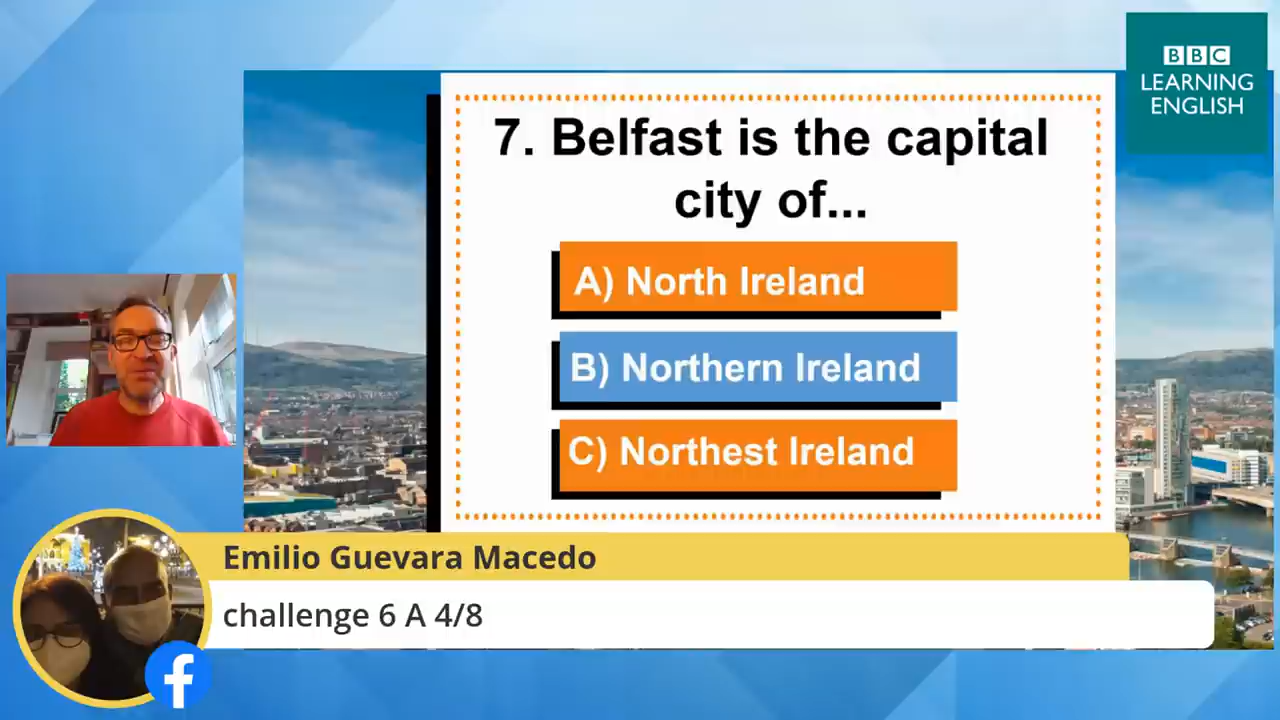 BBC
LEARNING
ENGLISH
7. Belfast is the capital
city of...
A) North Ireland
B) Northern Ireland
C) Northest Ireland
Emilio Guevara Macedo
challenge 6 A 4/8